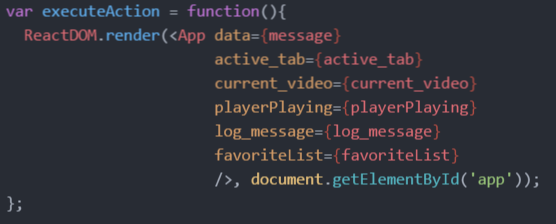 var executeAction = function(){
  ReactDOM.render(<App data={message}
                       active_tab={active_tab}
                       current_video={current_video}
                       playerPlaying={playerPlaying}
                       log_message={log_message}
                       favoriteList={favoriteList}
                       />, document.getElementById('app'));
};